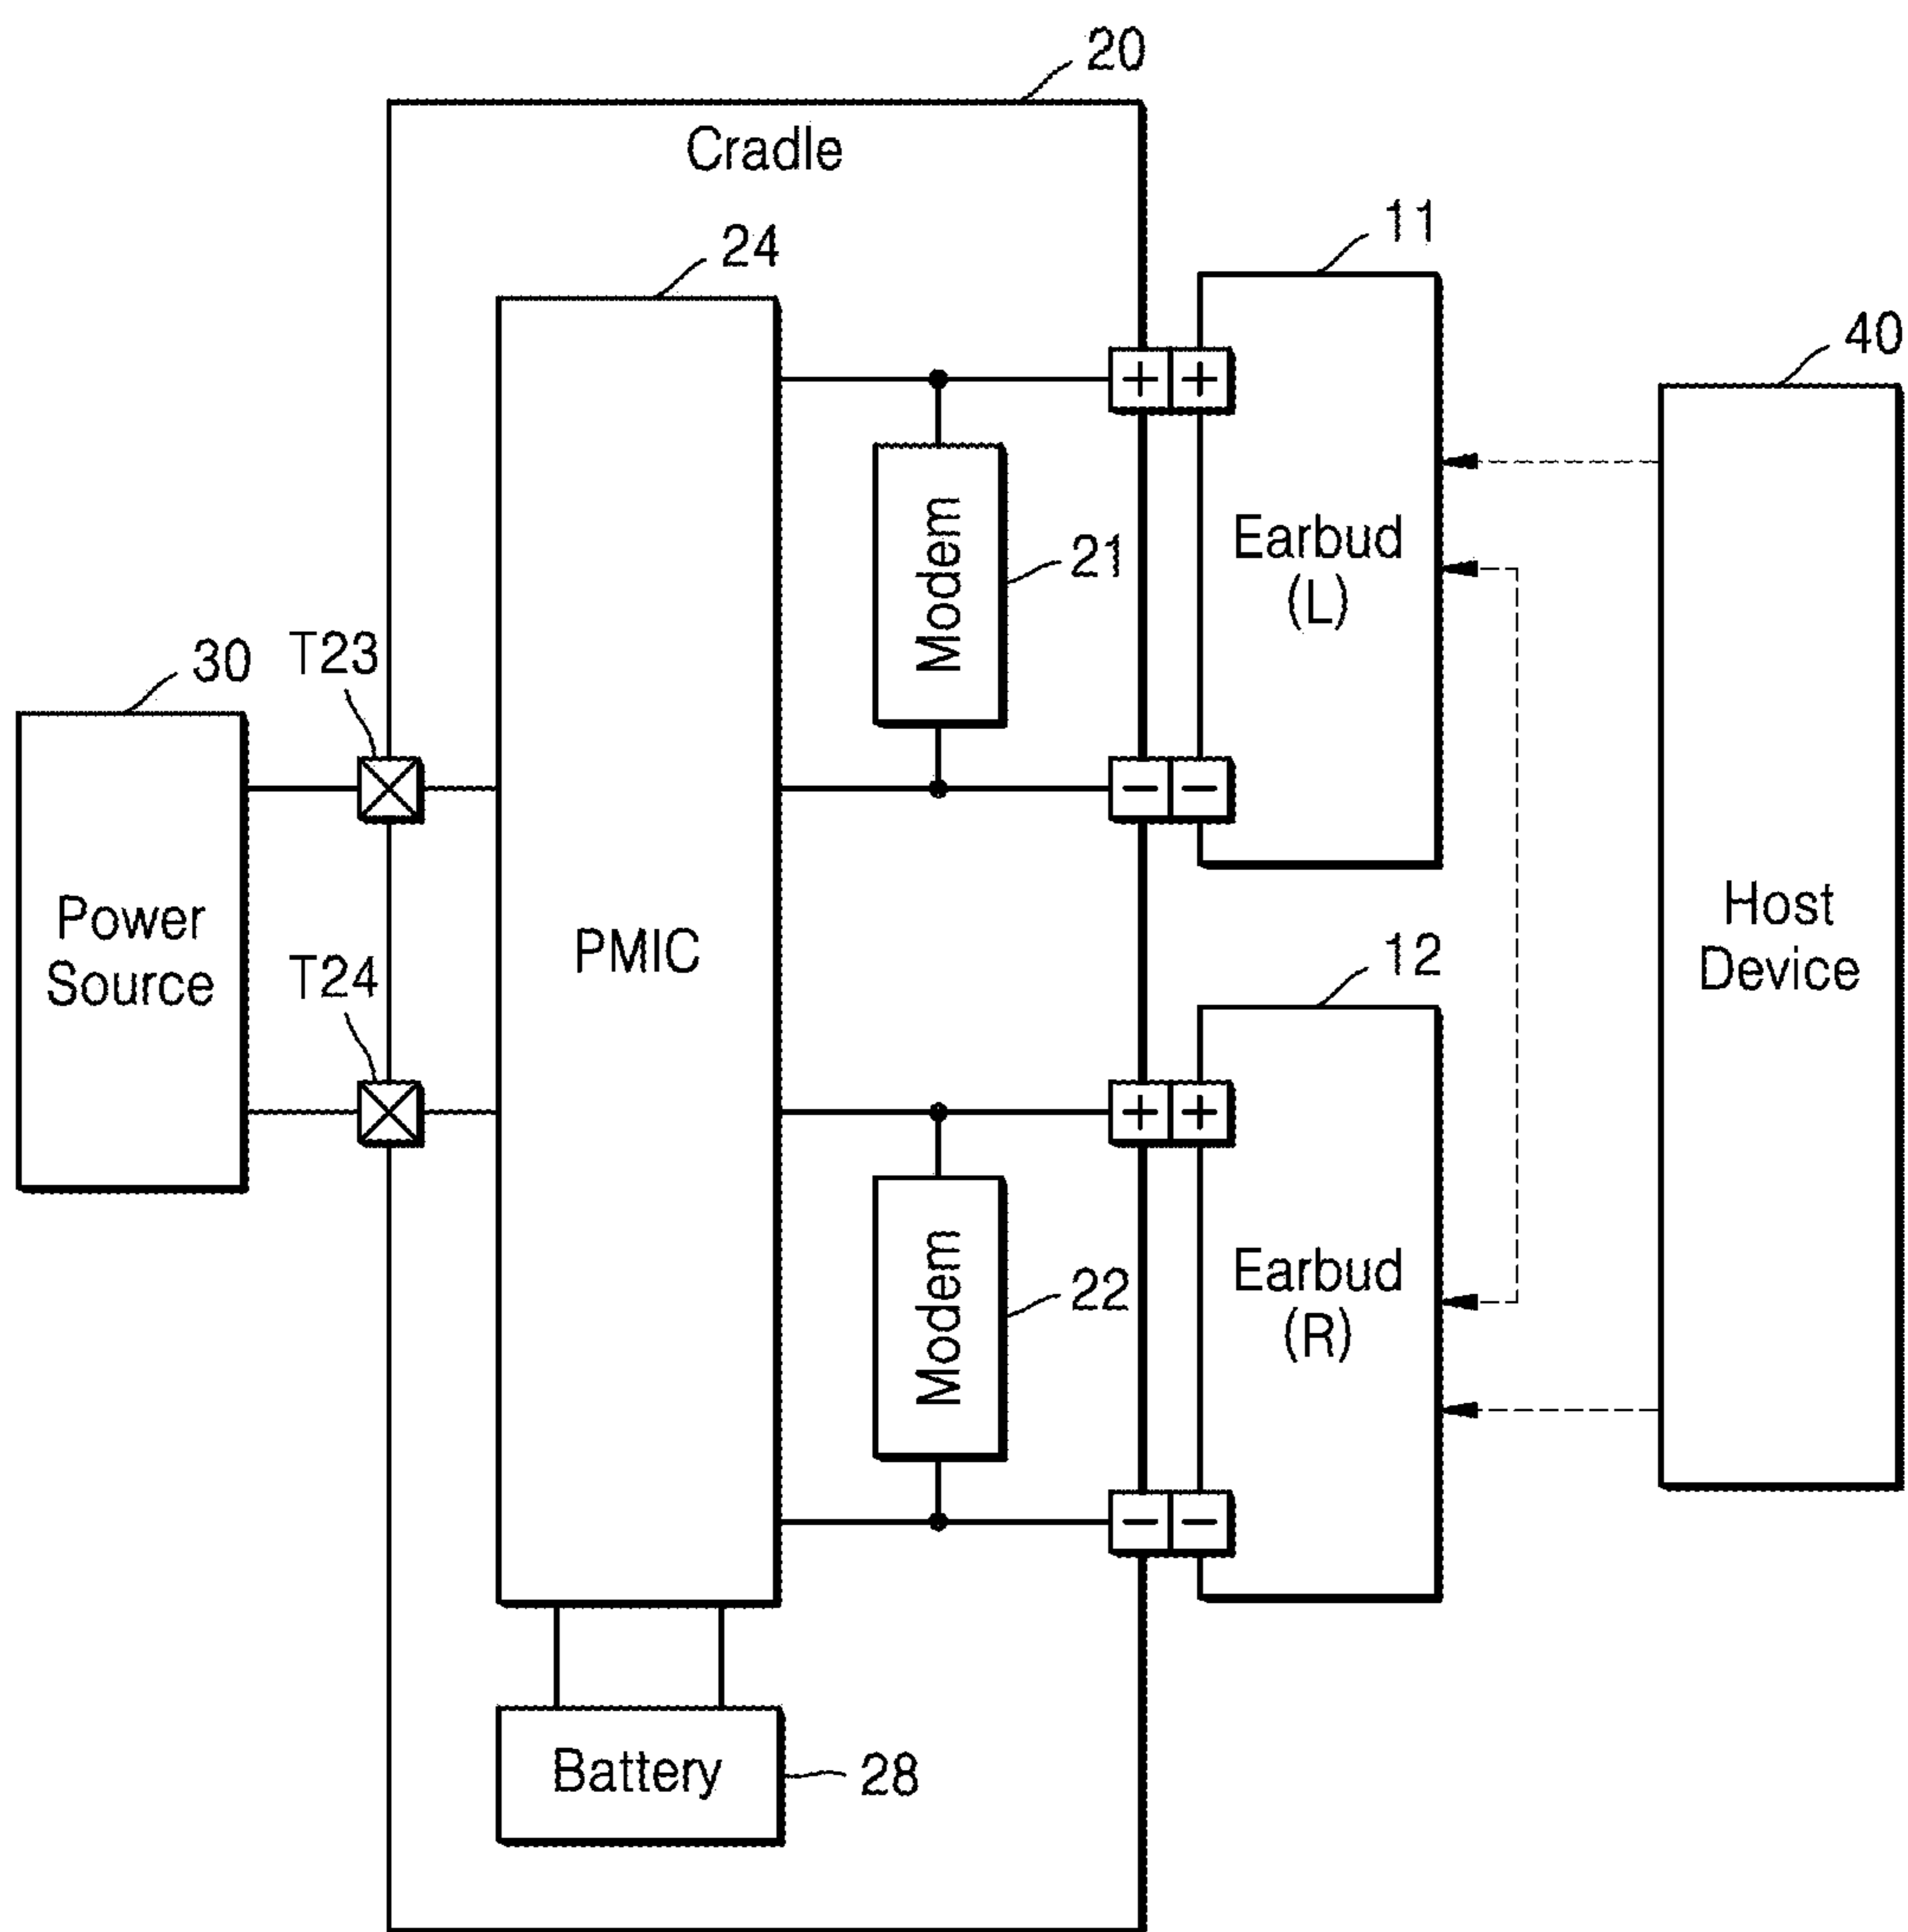 20
Cradle
24
11
40
+ +
Modem
21
Earbud
(L)
30
T23
- -
Power
Source
T24
PMIC
12
Host
Device
+ +
Modem
22
Earbud
(R)
- -
Battery
28